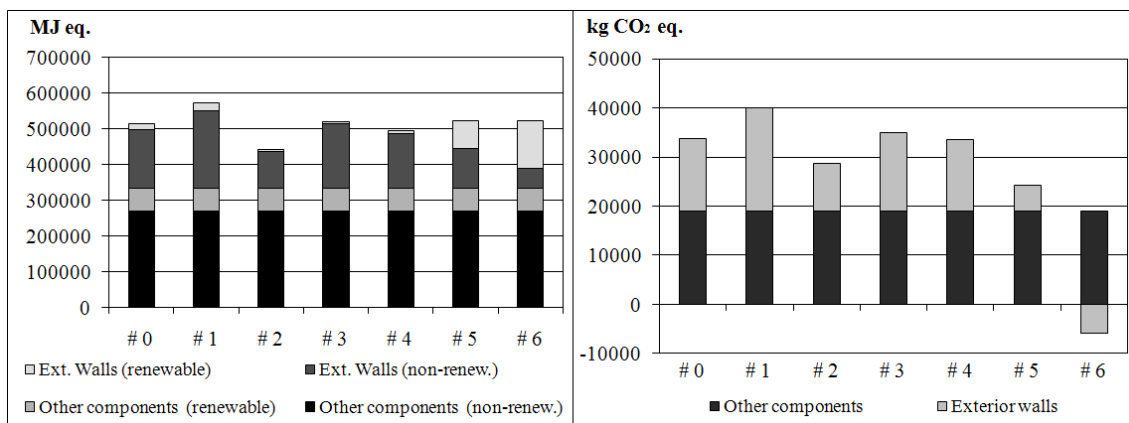 MJ eq.
700000
600000
500000
400000
300000
200000
100000
0
# 0 # 1 # 2 # 3 # 4 # 5 # 6
Ext. Walls (renewable) Ext. Walls (non-renew.)
Other components (renewable) Other components (non-renew.)
kg CO₂ eq.
50000
40000
30000
20000
10000
0
-10000
# 0 # 1 # 2 # 3 # 4 # 5 # 6
Other components Exterior walls